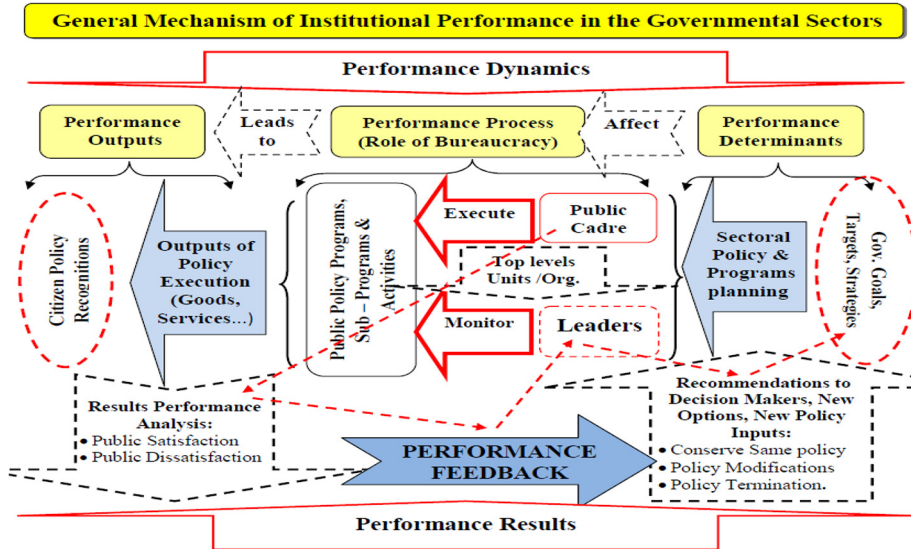 General Mechanism of Institutional Performance in the Governmental Sectors
Performance Dynamics
Performance
Outputs
Leads
to
Performance Process
(Role of Bureaucracy)
Affect
Performance
Determinants
Citizen Policy
Recognitions
Outputs of
Policy
Execution
(Goods,
Services...)
Public Policy Programs,
Sub – Programs &
Activities
Execute
Public
Cadre
Top levels
Units /Org.
Monitor
Leaders
Sectoral
Policy &
Programs
planning
Gov. Goals,
Targets, Strategies
Results Performance
Analysis:
• Public Satisfaction
• Public Dissatisfaction
PERFORMANCE
FEEDBACK
Recommendations to
Decision Makers, New
Options, New Policy
Inputs:
• Conserve Same policy
• Policy Modifications
• Policy Termination.
Performance Results